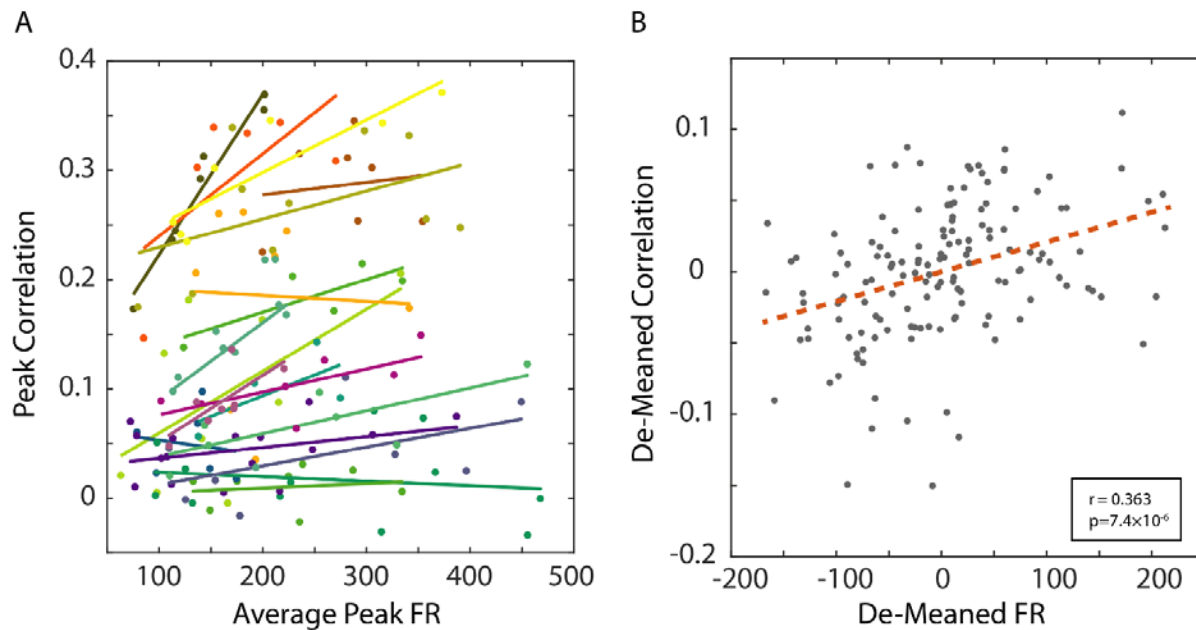 A
B
0.4
0.3
0.2
0.1
0
Peak Correlation
100 200 300 400 500
Average Peak FR
0.1
0
-0.1
-0.2
De-Meaned Correlation
r = 0.363
p=7.4×10⁻⁶
-200 -100 0 100 200
De-Meaned FR